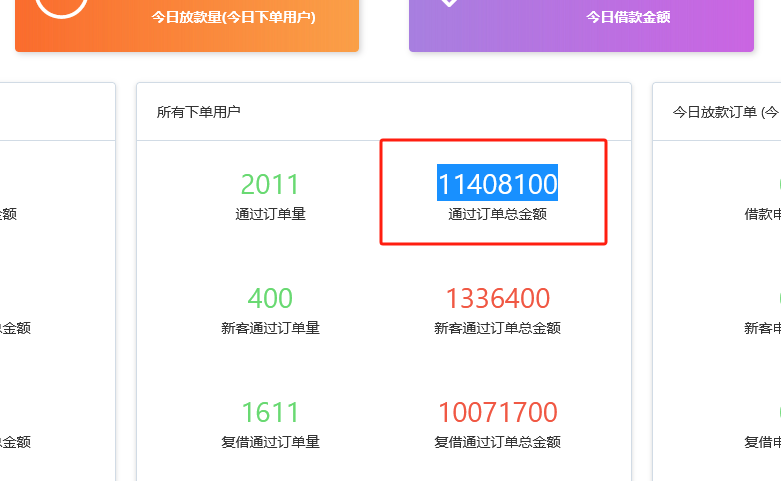 今日放款量(今日下单用户)
今日借款金额
所有下单用户
今日放款订单 (今
2011
11408100
金额
通过订单量
通过订单总金额
借款申
400
1336400
总金额
新客通过订单量
新客通过订单总金额
新客申
1611
10071700
总金额
复借通过订单量
复借通过订单总金额
复借申